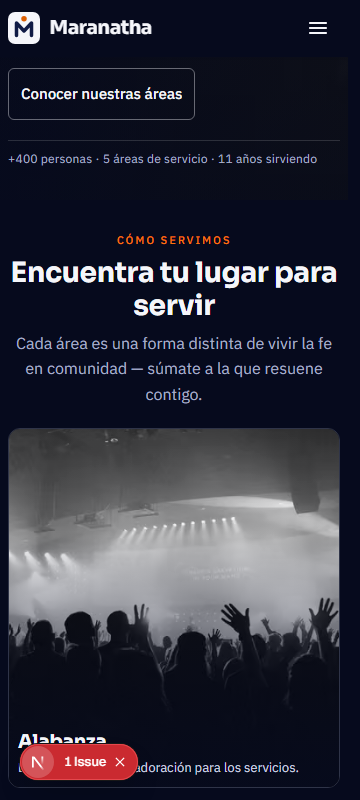 Maranatha
Conocer nuestras áreas
+400 personas · 5 áreas de servicio · 11 años sirviendo
CÓMO SERVIMOS
Encuentra tu lugar para
servir
Cada área es una forma distinta de vivir la fe
en comunidad — súmate a la que resuene
contigo.
Alabanza
1 Issue
adoración para los servicios.